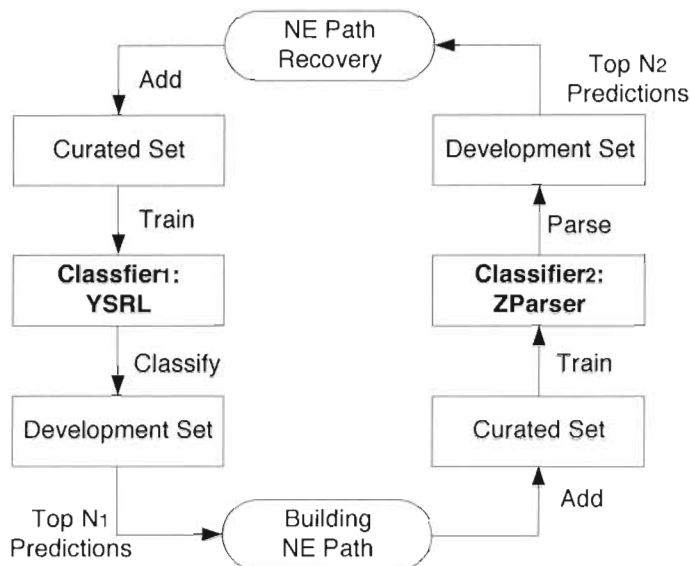 NE Path
Recovery
Add
Top N2
Predictions
Curated Set
Development Set
Train
Parse
Classfier1:
YSRL
Classifier2:
ZParser
Classify
Train
Development Set
Curated Set
Top N1
Predictions
Building
NE Path
Add